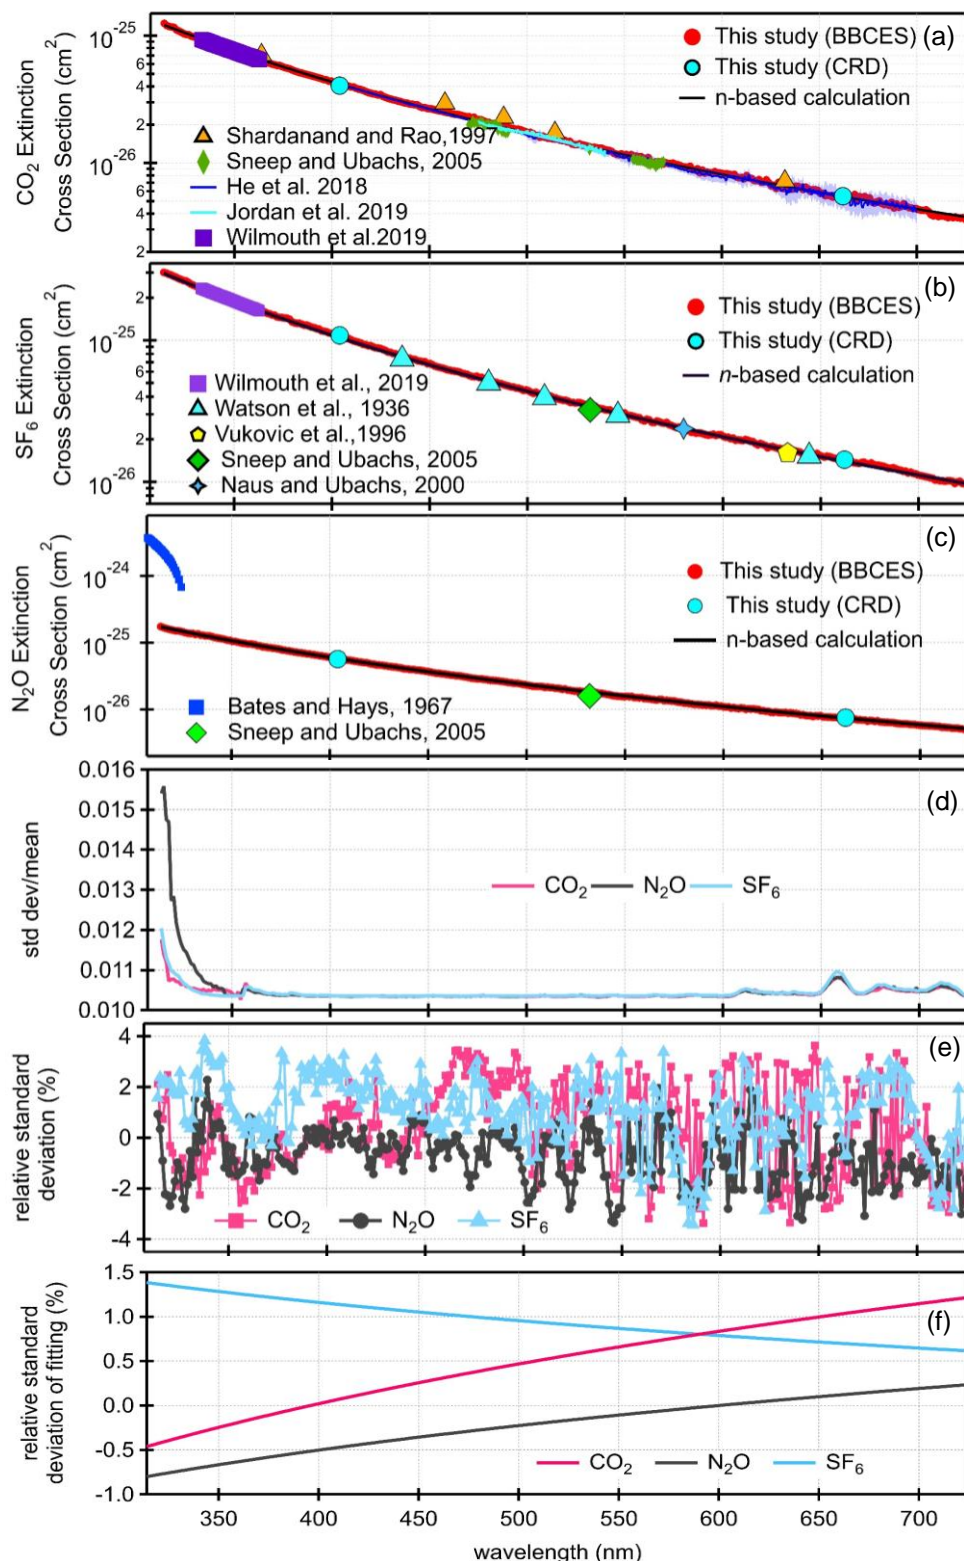 (a)
CO2 Extinction
Cross Section (cm2)
10-25
6
4
2
10-26
6
4
2
This study (BBCES)
This study (CRD)
n-based calculation
Shardanand and Rao,1997
Sneep and Ubachs, 2005
He et al. 2018
Jordan et al. 2019
Wilmouth et al.2019
(b)
SF6 Extinction
Cross Section (cm2)
2
10-25
6
4
2
10-26
This study (BBCES)
This study (CRD)
n-based calculation
Wilmouth et al., 2019
Watson et al., 1936
Vukovic et al.,1996
Sneep and Ubachs, 2005
Naus and Ubachs, 2000
(c)
N2O Extinction
Cross Section (cm2)
10-24
10-25
10-26
This study (BBCES)
This study (CRD)
n-based calculation
Bates and Hays, 1967
Sneep and Ubachs, 2005
(d)
std dev/mean
0.016
0.015
0.014
0.013
0.012
0.011
0.010
CO2 N2O SF6
(e)
relative standard
deviation (%)
4
2
0
-2
-4
CO2 N2O SF6
350 400 450 500 550 600 650 700
(f)
relative standard
deviation of fitting (%)
1.5
1.0
0.5
0.0
-0.5
-1.0
CO2 N2O SF6
350 400 450 500 550 600 650 700
wavelength (nm)